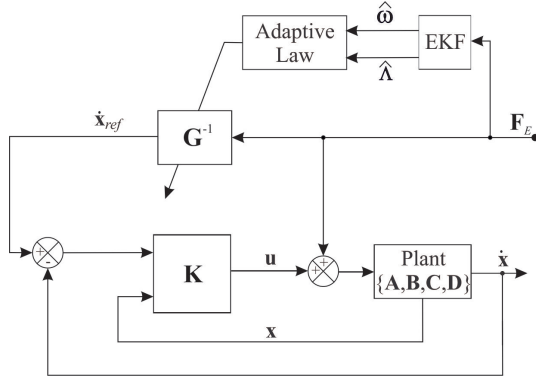 ω̂
Adaptive
Law
EKF
Λ̂
ẋ_ref
G⁻¹
F_E
+
-
K
u
+
+
Plant
{A,B,C,D}
ẋ
x